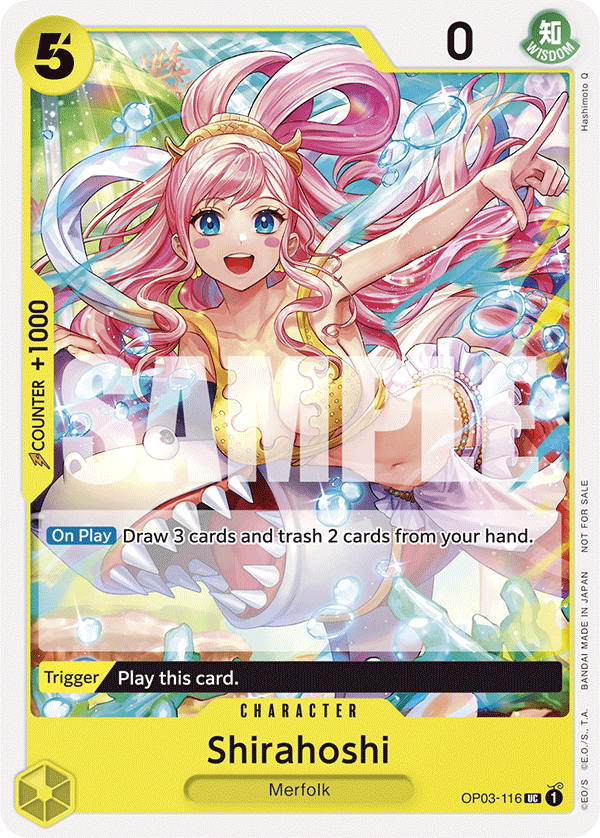 5
0
知
WISDOM
Hashimoto Q
COUNTER +1000
SAMPLE
On Play Draw 3 cards and trash 2 cards from your hand.
Trigger Play this card.
CHARACTER
Shirahoshi
Merfolk
OP03-116 UC 1
©EO/S ©E.O./S., T.A. BANDAI MADE IN JAPAN NOT FOR SALE